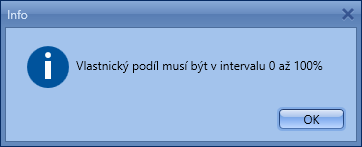 Info
Vlastnický podíl musí být v intervalu 0 až 100%
OK